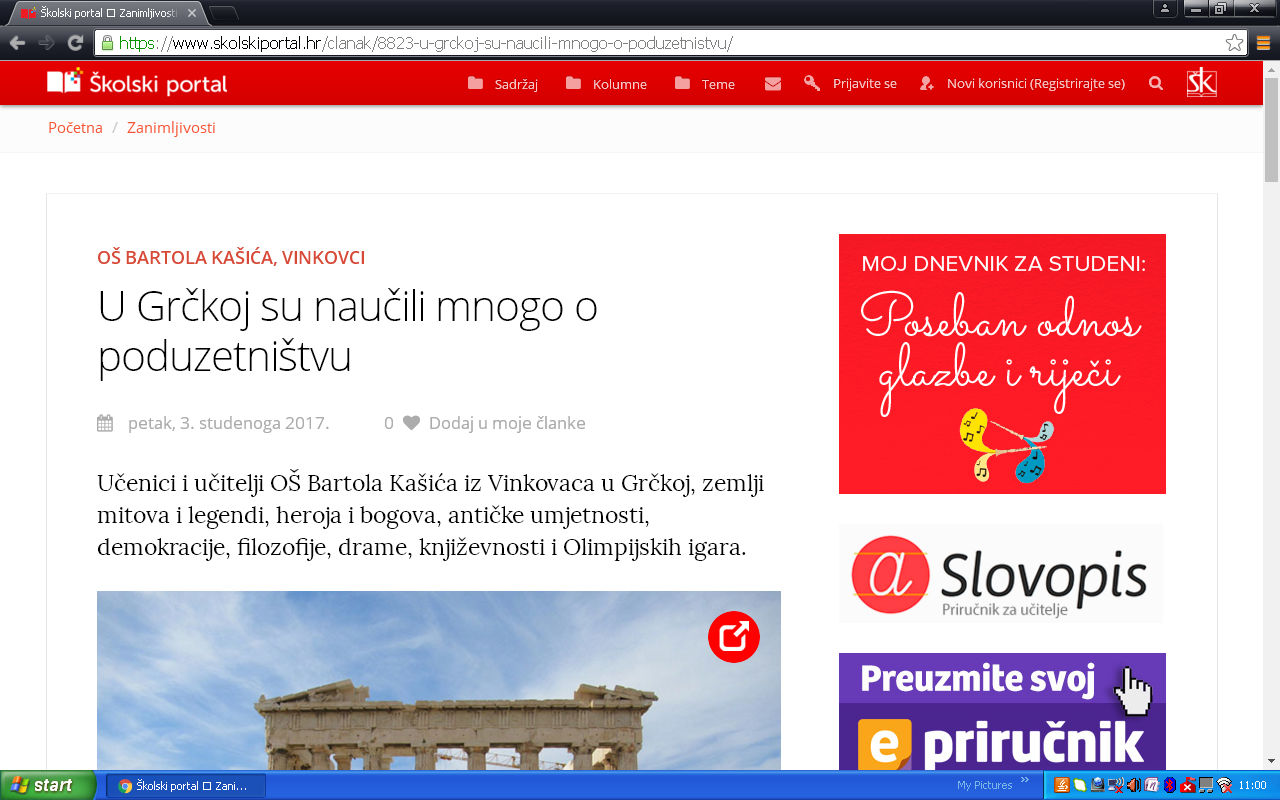 Školski portal □ Zanimljivosti
https://www.skolskiportal.hr/clanak/8823-u-grckoj-su-naucili-mnogo-o-poduzetnistvu/
Školski portal Sadržaj Kolumne Teme Prijavite se Novi korisnici (Registrirajte se) ŠK
Početna / Zanimljivosti
OŠ BARTOLA KAŠIĆA, VINKOVCI
U Grčkoj su naučili mnogo o
poduzetništvu
petak, 3. studenoga 2017. 0 Dodaj u moje članke
Učenici i učitelji OŠ Bartola Kašića iz Vinkovaca u Grčkoj, zemlji
mitova i legendi, heroja i bogova, antičke umjetnosti,
demokracije, filozofije, drame, književnosti i Olimpijskih igara.
MOJ DNEVNIK ZA STUDENI:
Poseban odnos
glazbe i riječi
a Slovopis
Priručnik za učitelje
Preuzmite svoj
e priručnik
start Školski portal □ Zani... My Pictures » 11:00